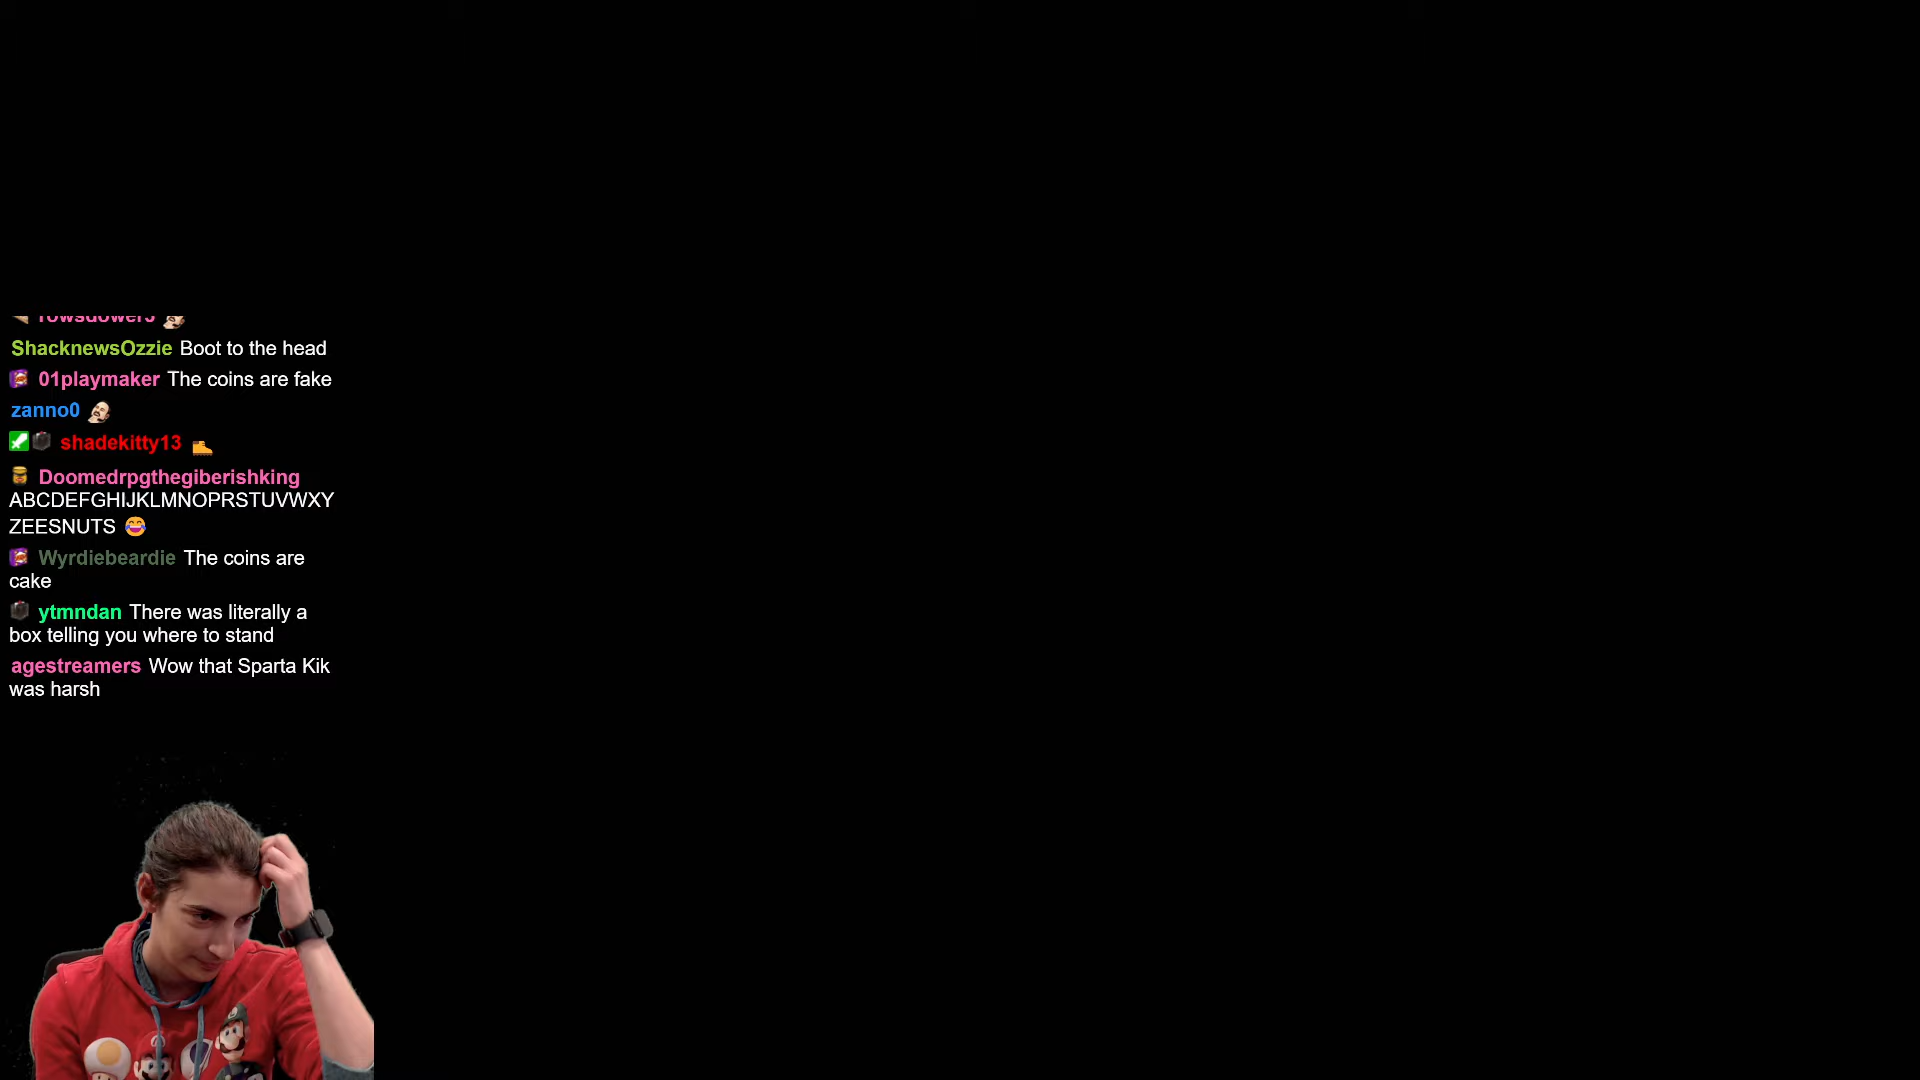 rowsdower3
ShacknewsOzzie Boot to the head
01playmaker The coins are fake
zanno0
shadekitty13
Doomedrpgthegiberishking
ABCDEFGHIJKLMNOPRSTUVWXY
ZEESNUTS 😂
Wyrdiebeardie The coins are
cake
ytmndan There was literally a
box telling you where to stand
agestreamers Wow that Sparta Kik
was harsh